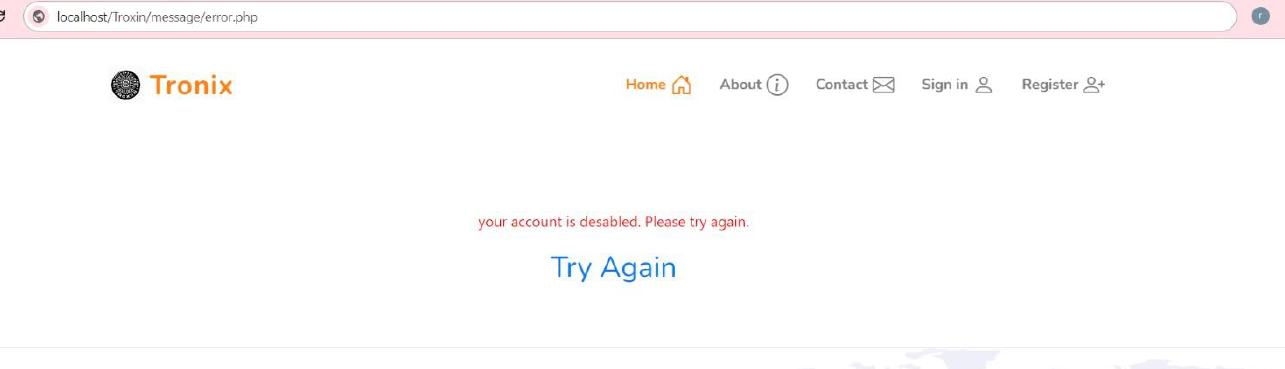 localhost/Troxin/message/error.php
r
Tronix
Home
About
Contact
Sign in
Register
your account is desabled. Please try again.
Try Again